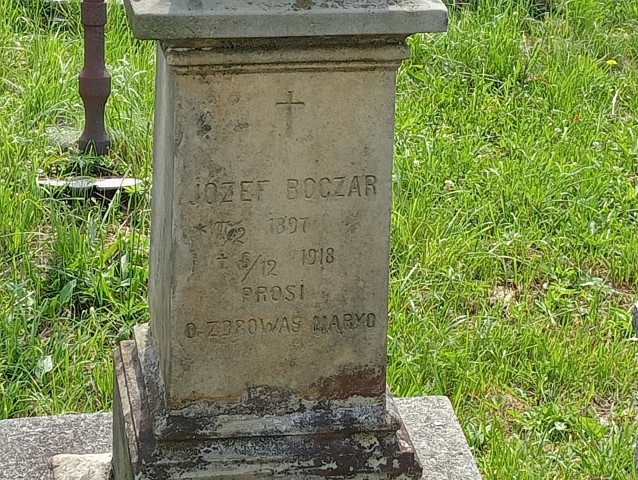 JÓZEF BOCZAR
* 1897
+ 6/12 1918
PROSI
O ZDROWAŚ MARYO